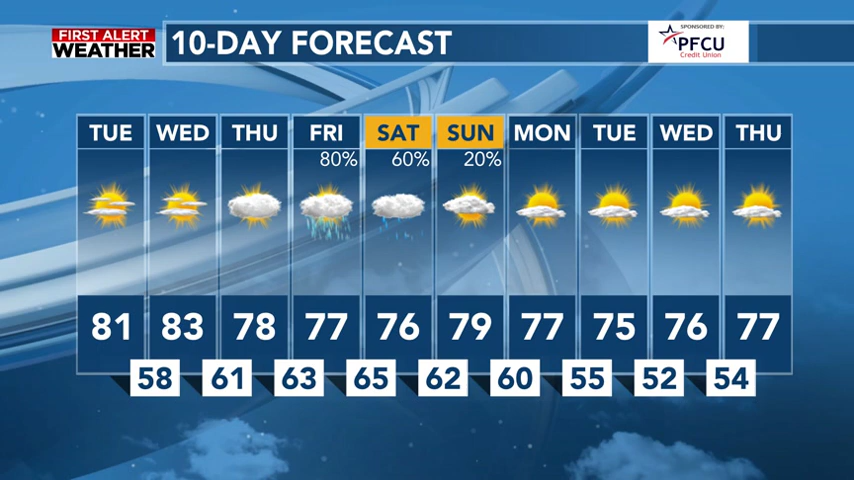 FIRST ALERT
WEATHER
10-DAY FORECAST
SPONSORED BY:
PFCU
Credit Union
TUE WED THU FRI SAT SUN MON TUE WED THU
80% 60% 20%
81 83 78 77 76 79 77 75 76 77
58 61 63 65 62 60 55 52 54